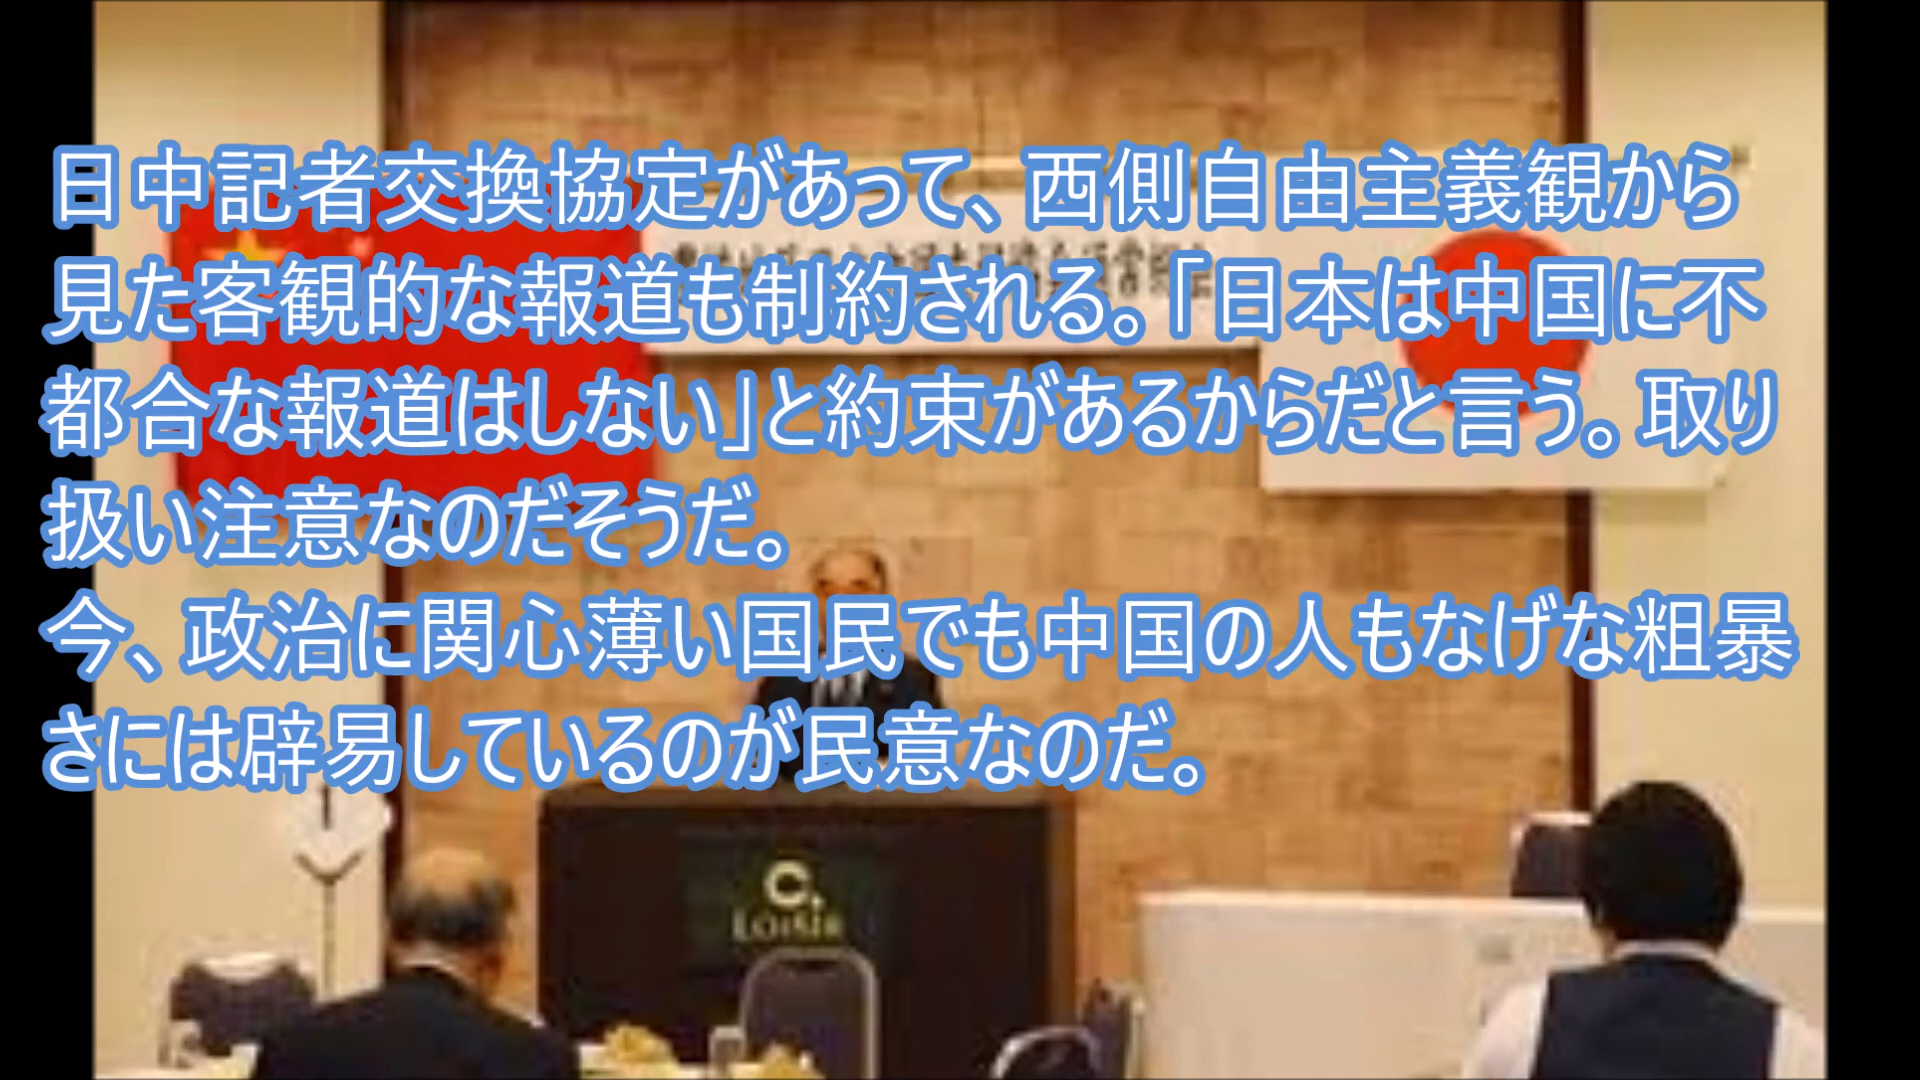 日中記者交換協定があって、西側自由主義観から
見た客観的な報道も制約される。「日本は中国に不
都合な報道はしない」と約束があるからだと言う。取り
扱い注意なのだそうだ。
今、政治に関心薄い国民でも中国の人もなげな粗暴
さには辟易しているのが民意なのだ。
C.
LOISIR